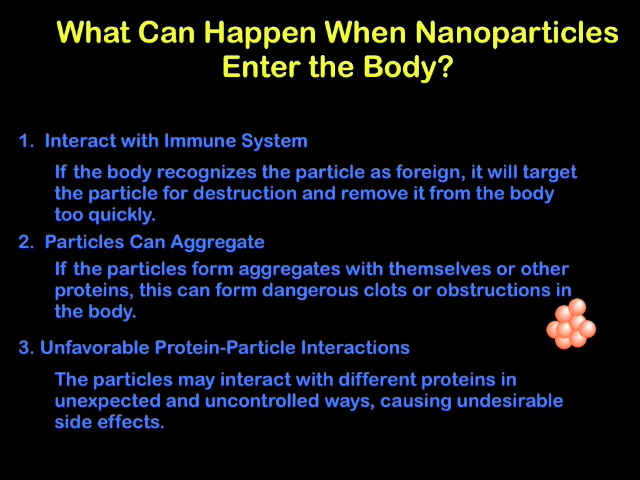 What Can Happen When Nanoparticles
Enter the Body?
1. Interact with Immune System
If the body recognizes the particle as foreign, it will target
the particle for destruction and remove it from the body
too quickly.
2. Particles Can Aggregate
If the particles form aggregates with themselves or other
proteins, this can form dangerous clots or obstructions in
the body.
3. Unfavorable Protein-Particle Interactions
The particles may interact with different proteins in
unexpected and uncontrolled ways, causing undesirable
side effects.